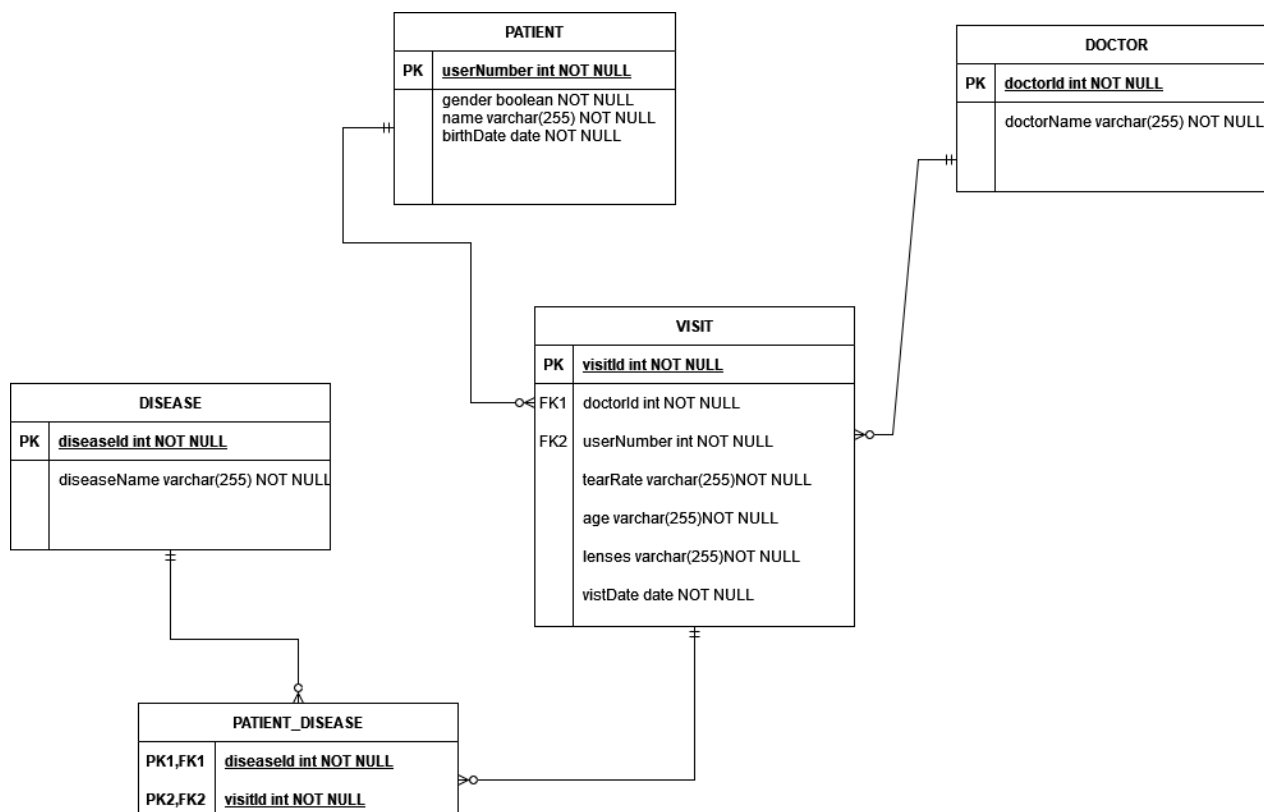 PATIENT
PK userNumber int NOT NULL
gender boolean NOT NULL
name varchar(255) NOT NULL
birthDate date NOT NULL
DOCTOR
PK doctorId int NOT NULL
doctorName varchar(255) NOT NULL
VISIT
PK visitId int NOT NULL
FK1 doctorId int NOT NULL
FK2 userNumber int NOT NULL
tearRate varchar(255)NOT NULL
age varchar(255)NOT NULL
lenses varchar(255)NOT NULL
vistDate date NOT NULL
DISEASE
PK diseaseId int NOT NULL
diseaseName varchar(255) NOT NULL
PATIENT_DISEASE
PK1,FK1 diseaseId int NOT NULL
PK2,FK2 visitId int NOT NULL